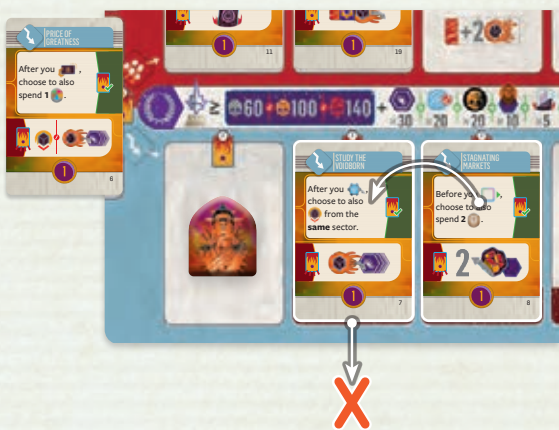 PRICE OF
GREATNESS
After you ,
choose to also
spend 1 .
1
6
1
11
1
19
+2
≥ 60 100 140 +
30 20 20 10 5
STUDY THE
VOIDBORN
After you ,
choose to also
from the
same sector.
1
7
STAGNATING
MARKETS
Before you ,
choose to also
spend 2 .
2
1
8
X